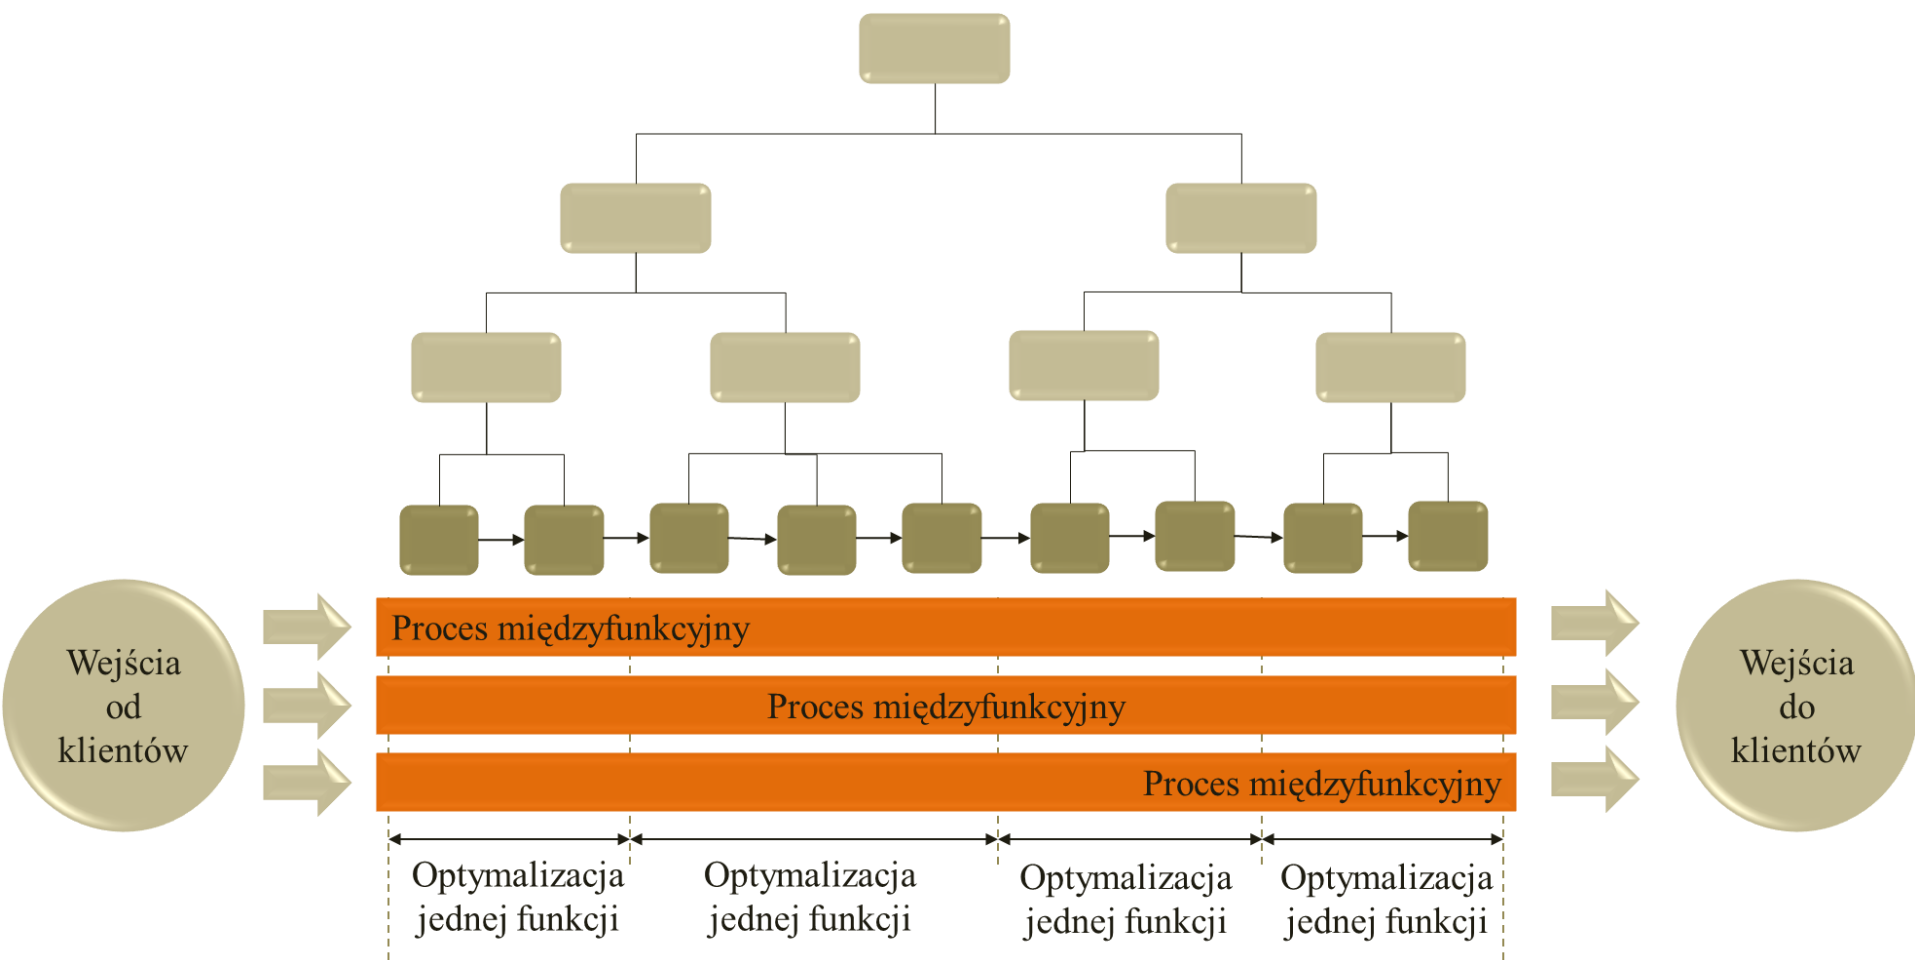 Proces międzyfunkcyjny
Wejścia
od
klientów
Proces międzyfunkcyjny
Wejścia
do
klientów
Proces międzyfunkcyjny
Optymalizacja
jednej funkcji
Optymalizacja
jednej funkcji
Optymalizacja
jednej funkcji
Optymalizacja
jednej funkcji